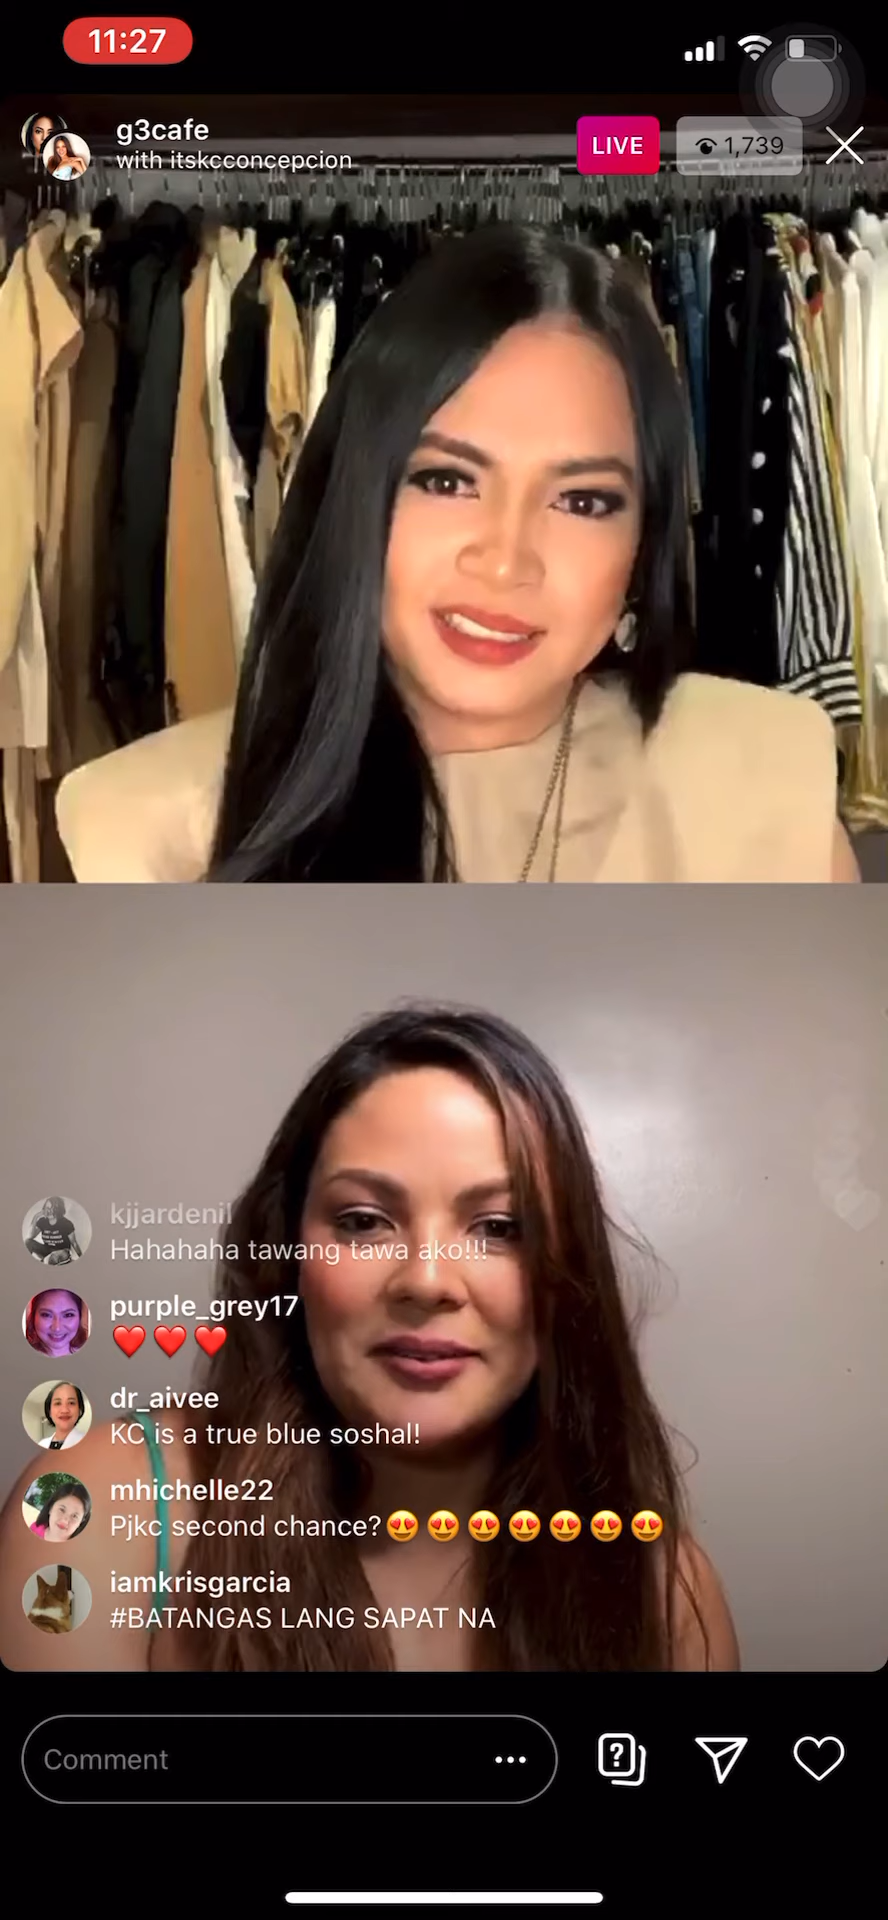 11:27
g3cafe
with itskcconcepcion
LIVE
1,739
kjjardenil
Hahahaha tawang tawa ako!!!
purple_grey17
❤️❤️❤️
dr_aivee
KC is a true blue soshal!
mhichelle22
Pjkc second chance?😍😍😍😍😍😍😍
iamkrisgarcia
#BATANGAS LANG SAPAT NA
Comment